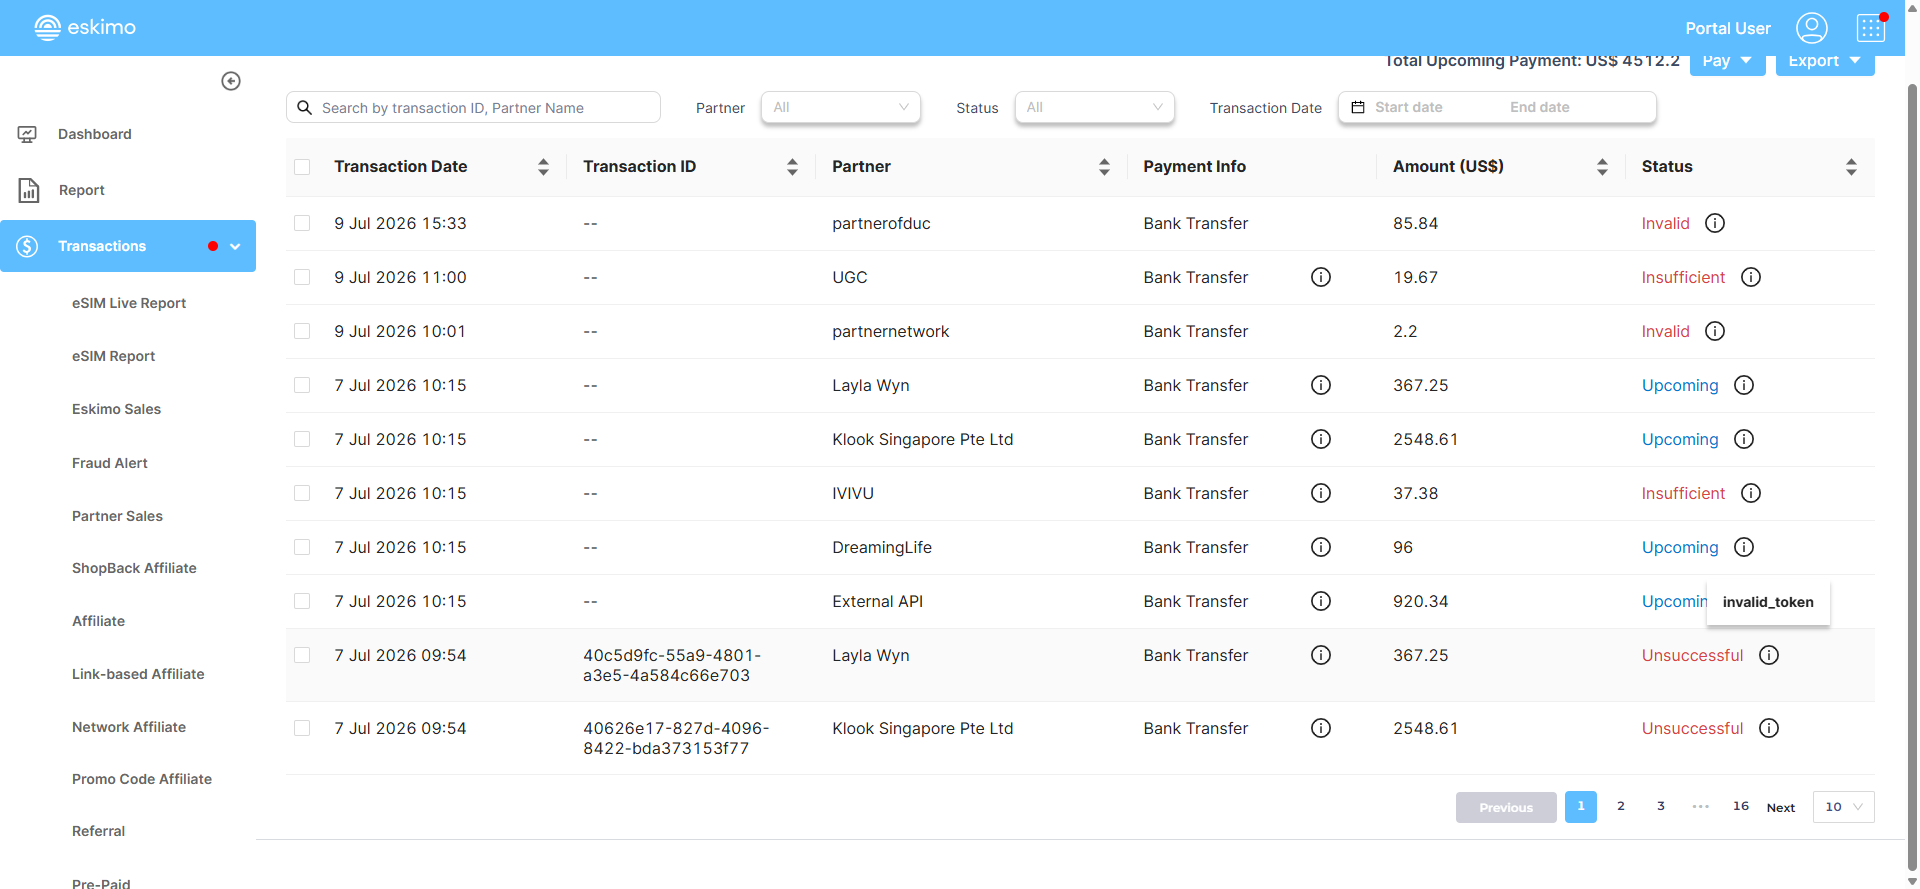 eskimo
Portal User
Total Upcoming Payment: US$ 4512.2
Pay
Export
Search by transaction ID, Partner Name
Partner
All
Status
All
Transaction Date
Start date
End date
Dashboard
Report
Transactions
eSIM Live Report
eSIM Report
Eskimo Sales
Fraud Alert
Partner Sales
ShopBack Affiliate
Affiliate
Link-based Affiliate
Network Affiliate
Promo Code Affiliate
Referral
Pre-Paid
Transaction Date Transaction ID Partner Payment Info Amount (US$) Status
9 Jul 2026 15:33 -- partnerofduc Bank Transfer 85.84 Invalid
9 Jul 2026 11:00 -- UGC Bank Transfer 19.67 Insufficient
9 Jul 2026 10:01 -- partnernetwork Bank Transfer 2.2 Invalid
7 Jul 2026 10:15 -- Layla Wyn Bank Transfer 367.25 Upcoming
7 Jul 2026 10:15 -- Klook Singapore Pte Ltd Bank Transfer 2548.61 Upcoming
7 Jul 2026 10:15 -- IVIVU Bank Transfer 37.38 Insufficient
7 Jul 2026 10:15 -- DreamingLife Bank Transfer 96 Upcoming
7 Jul 2026 10:15 -- External API Bank Transfer 920.34 Upcomin
invalid_token
7 Jul 2026 09:54 40c5d9fc-55a9-4801- Layla Wyn Bank Transfer 367.25 Unsuccessful
a3e5-4a584c66e703
7 Jul 2026 09:54 40626e17-827d-4096- Klook Singapore Pte Ltd Bank Transfer 2548.61 Unsuccessful
8422-bda373153f77
Previous 1 2 3 ••• 16 Next 10